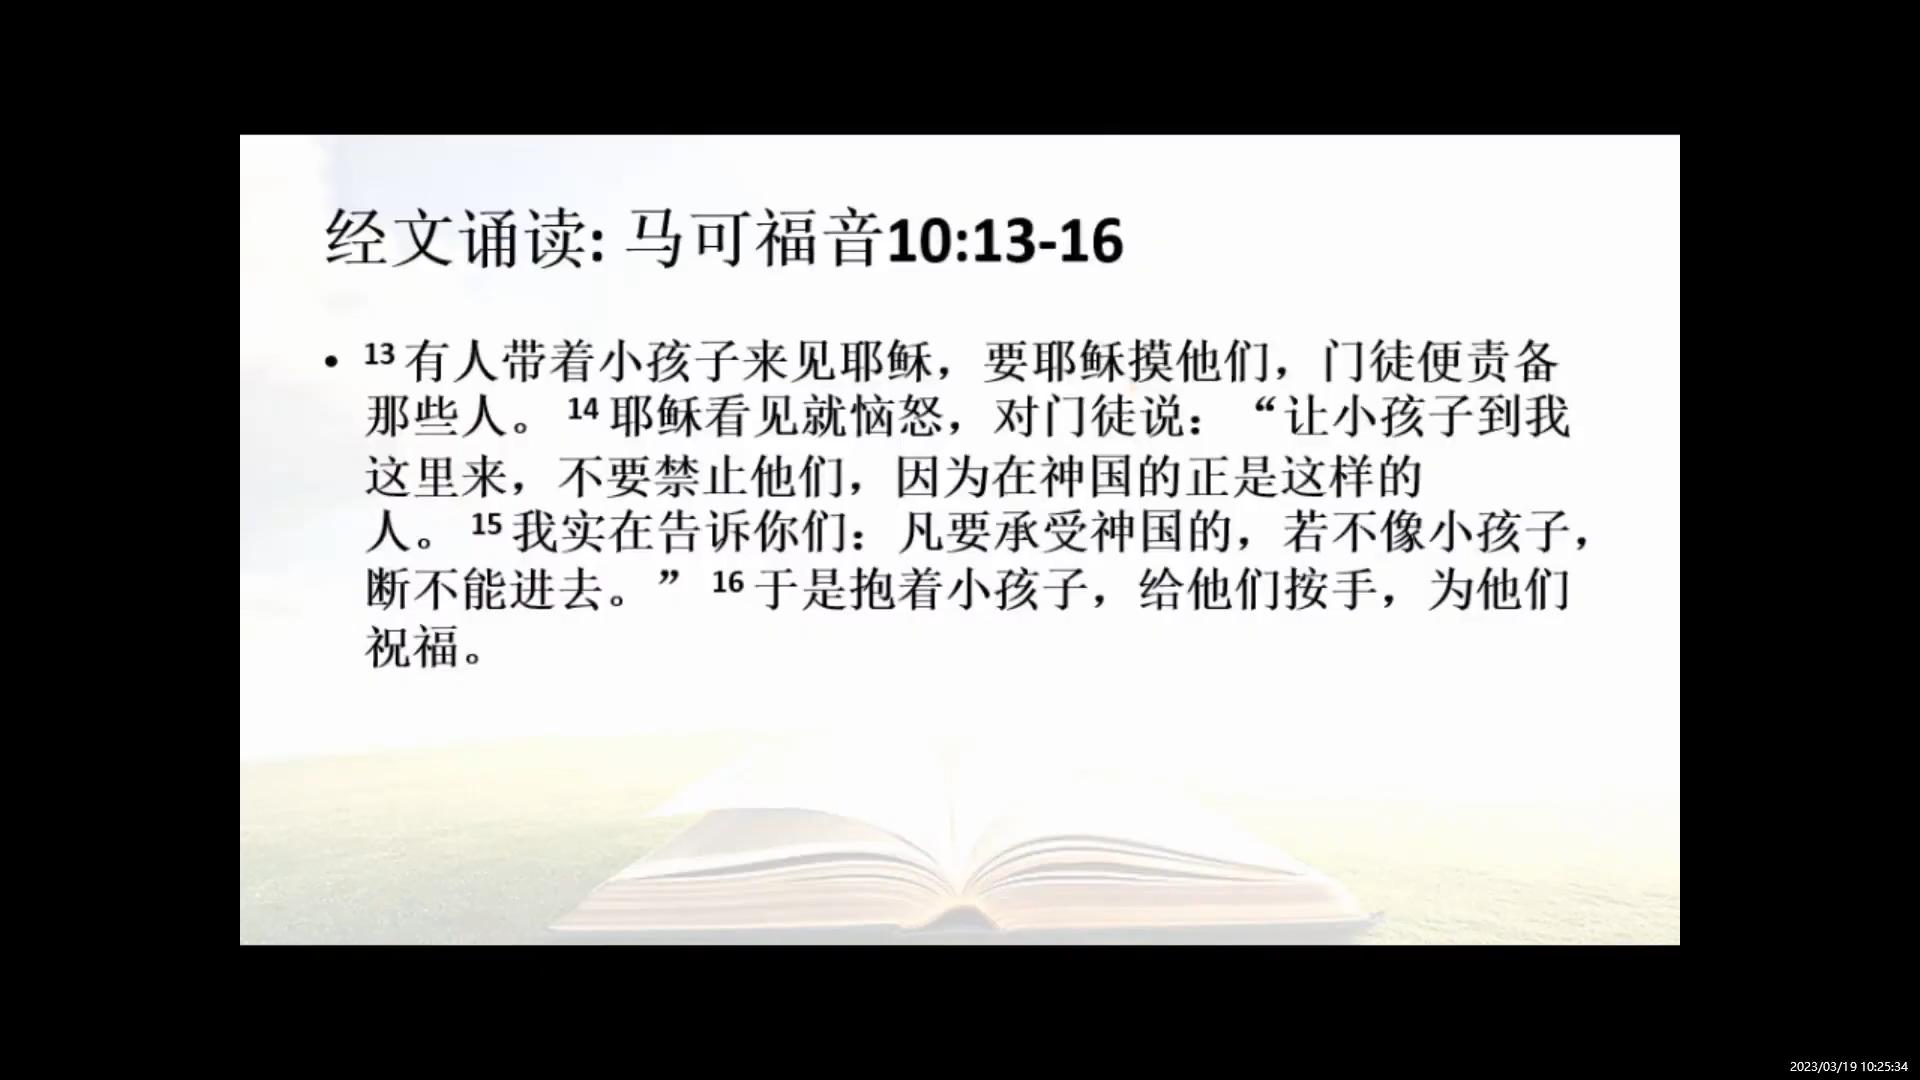 经文诵读: 马可福音10:13-16
• 13 有人带着小孩子来见耶稣，要耶稣摸他们，门徒便责备
那些人。 14 耶稣看见就恼怒，对门徒说：“让小孩子到我
这里来，不要禁止他们，因为在神国的正是这样的
人。 15 我实在告诉你们：凡要承受神国的，若不像小孩子，
断不能进去。” 16 于是抱着小孩子，给他们按手，为他们
祝福。
2023/03/19 10:25:34